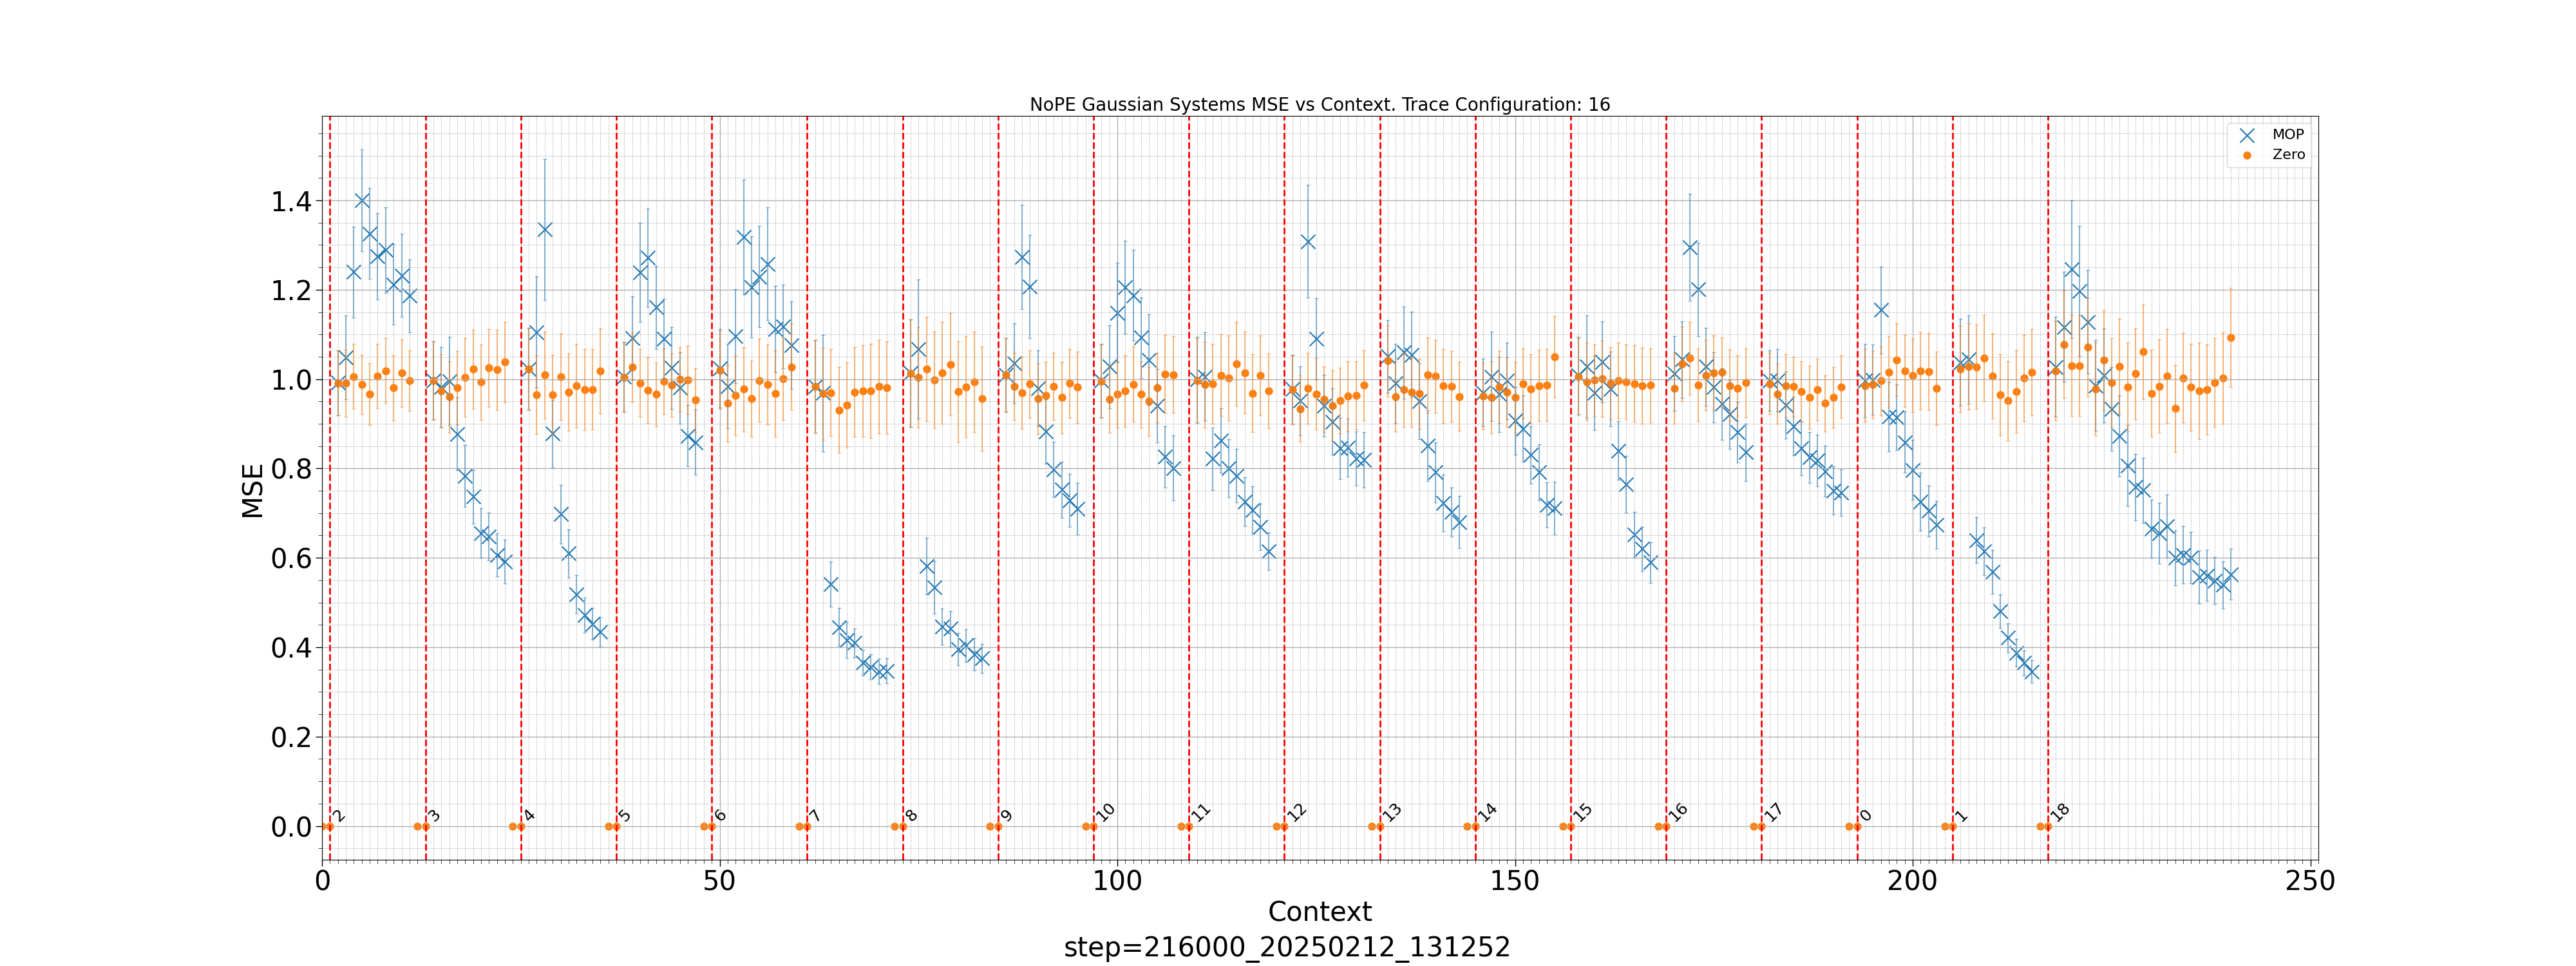 NoPE Gaussian Systems MSE vs Context. Trace Configuration: 16
MOP
Zero
1.4
1.2
1.0
0.8
0.6
0.4
0.2
0.0
MSE
2 3 4 5 6 7 8 9 10 11 12 13 14 15 16 17 0 1 18
0 50 100 150 200 250
Context
step=216000_20250212_131252